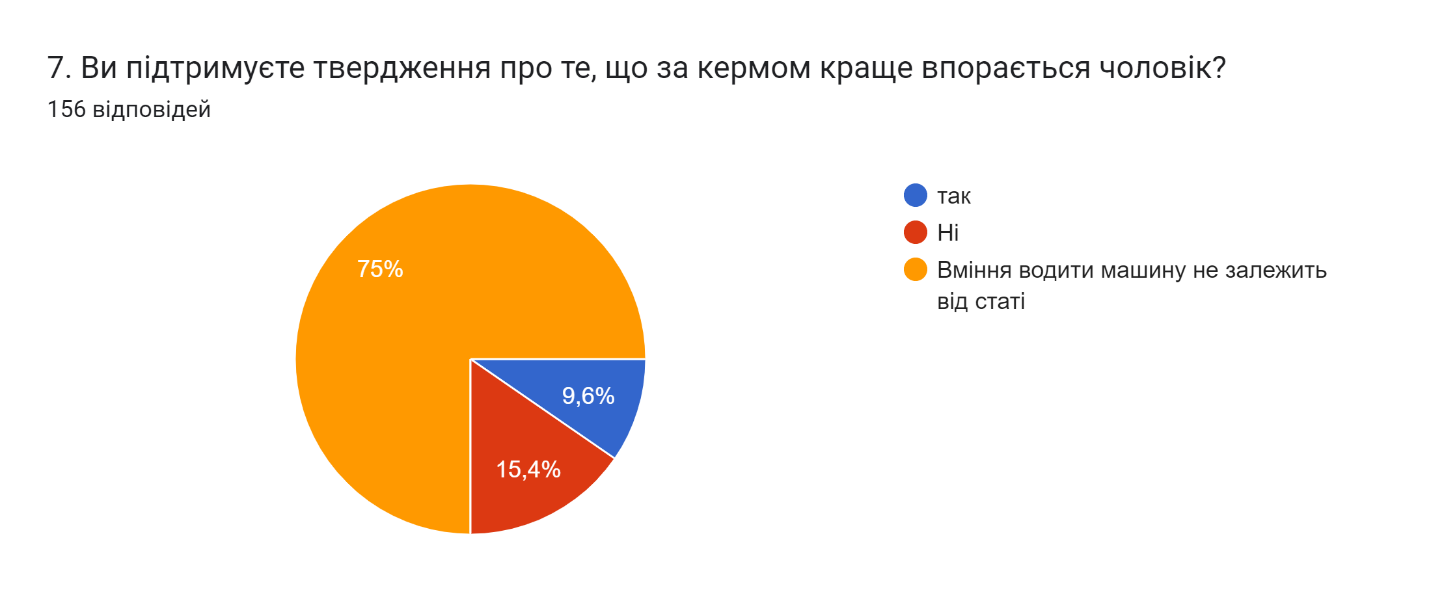 7. Ви підтримуєте твердження про те, що за кермом краще впорається чоловік?
156 відповідей
так
Ні
Вміння водити машину не залежить
від статі
75%
9,6%
15,4%